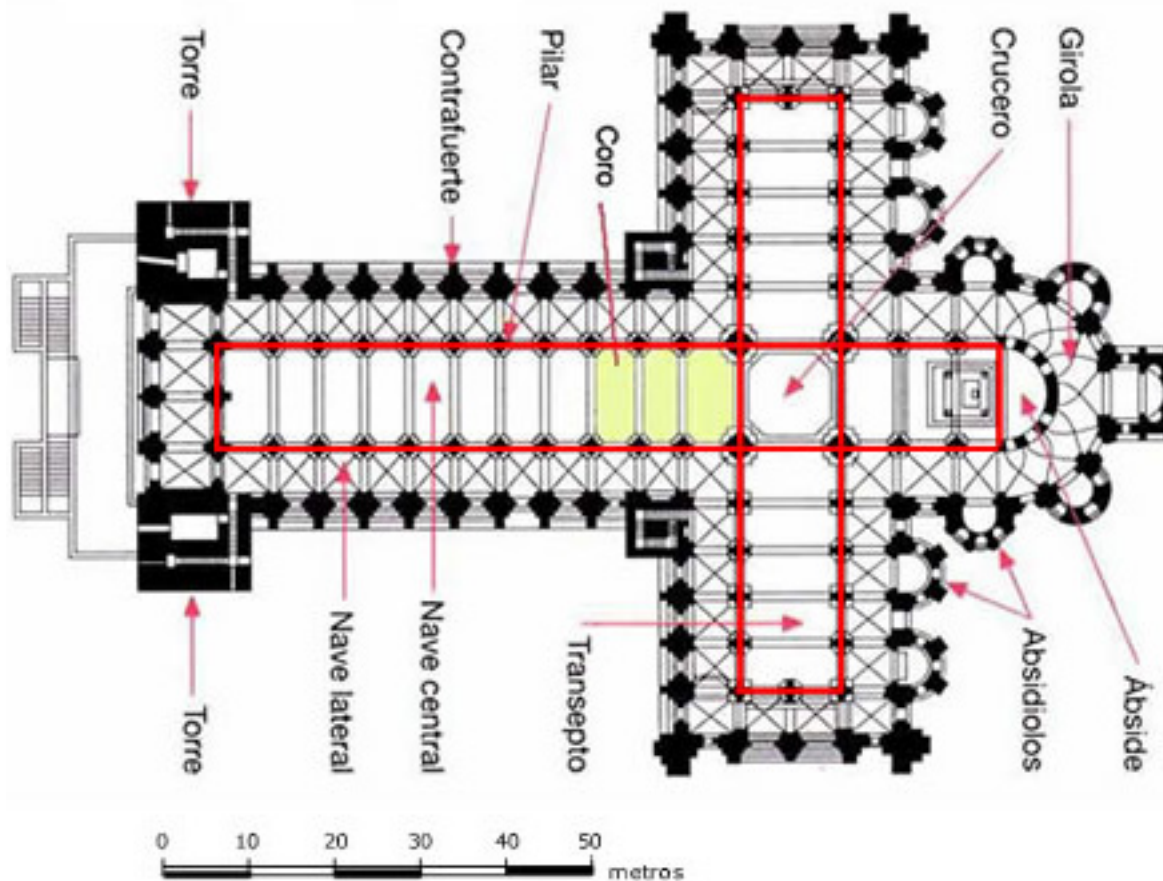 Torre
Contrafuerte
Pilar
Coro
Crucero
Girola
Torre
Nave lateral
Nave central
Transepto
Absidiolos
Ábside
0 10 20 30 40 50
metros